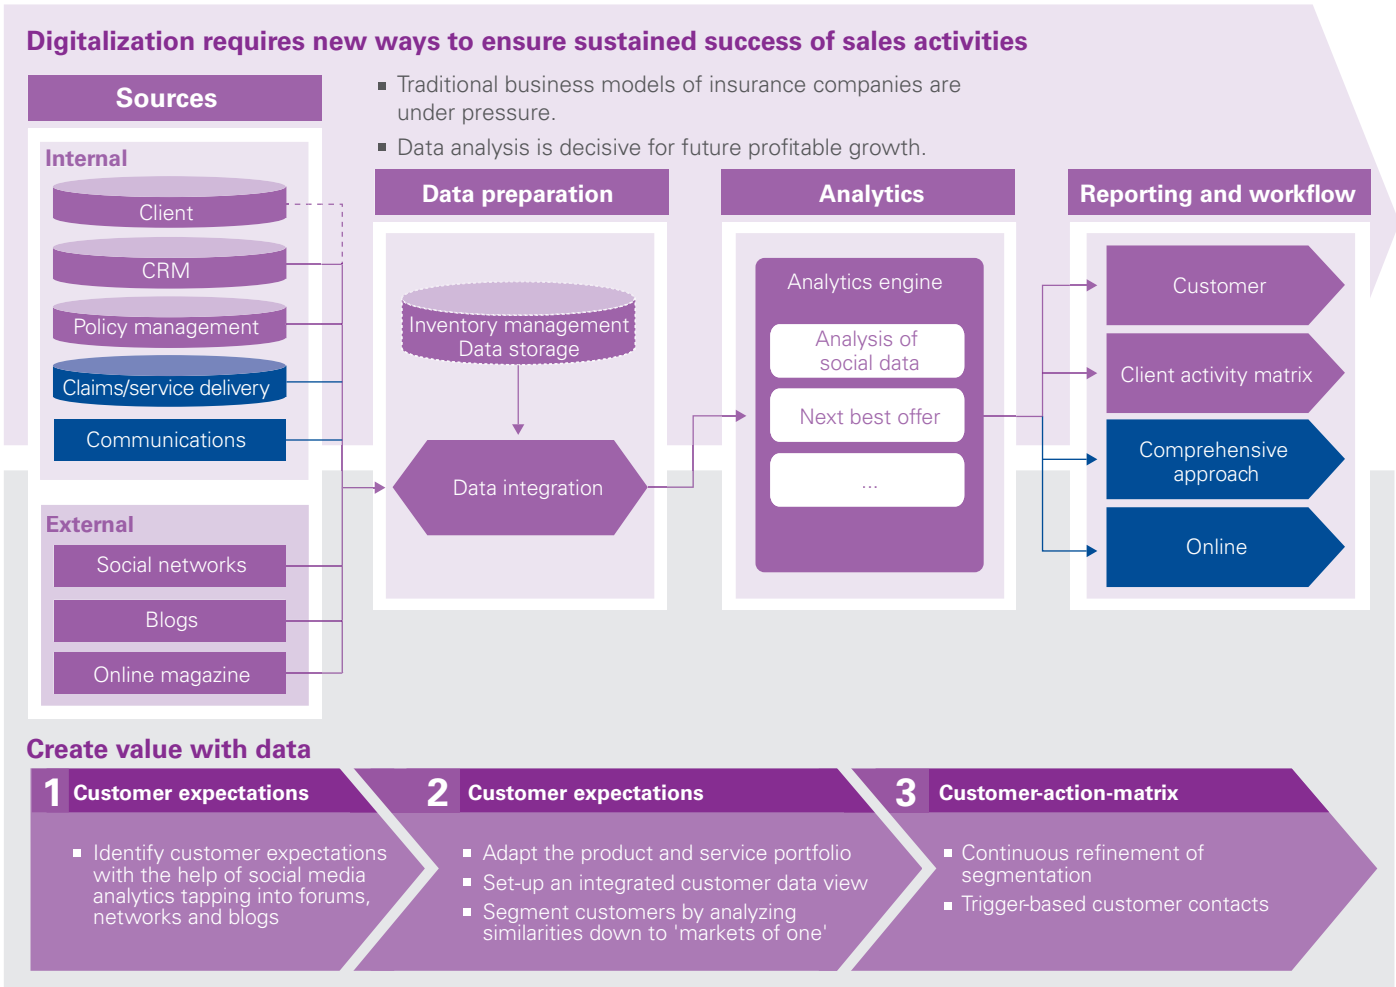 Digitalization requires new ways to ensure sustained success of sales activities
Sources
▪ Traditional business models of insurance companies are
under pressure.
▪ Data analysis is decisive for future profitable growth.
Internal
Client
CRM
Policy management
Claims/service delivery
Communications
External
Social networks
Blogs
Online magazine
Data preparation
Inventory management
Data storage
Data integration
Analytics
Analytics engine
Analysis of
social data
Next best offer
...
Reporting and workflow
Customer
Client activity matrix
Comprehensive
approach
Online
Create value with data
1 Customer expectations
▪ Identify customer expectations
with the help of social media
analytics tapping into forums,
networks and blogs
2 Customer expectations
▪ Adapt the product and service portfolio
▪ Set-up an integrated customer data view
▪ Segment customers by analyzing
similarities down to 'markets of one'
3 Customer-action-matrix
▪ Continuous refinement of
segmentation
▪ Trigger-based customer contacts